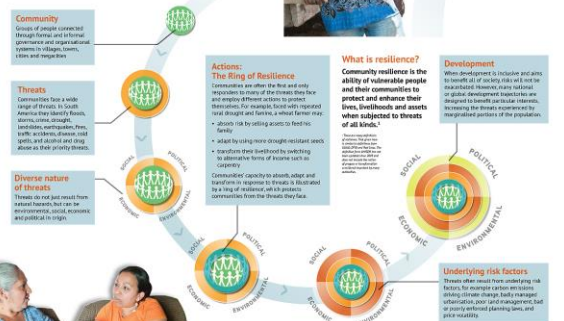 Community
Groups of people connected
through formal and informal
governance and organisational
systems in villages, towns,
cities and megacities
Threats
Communities face a wide
range of threats. In South
America they identify floods,
storms, crime, drought,
landslides, earthquakes, fires,
traffic accidents, disease, cold
spells, and alcohol and drug
abuse as their priority threats.
Diverse nature
of threats
Threats do not just result from
natural hazards, but can be
environmental, social, economic
and political in origin.
Actions:
The Ring of Resilience
Communities are often the first and only
responders to many of the threats they face
and employ different actions to protect
themselves. For example, faced with repeated
rural drought and famine, a wheat farmer may:
• absorb risk by selling assets to feed his
family
• adapt by using more drought-resistant seeds
• transform their livelihood by switching
to alternative forms of income such as
carpentry
Communities' capacity to absorb, adapt and
transform in response to threats is illustrated
by a ring of resilience, which protects
communities from the threats they face.
What is resilience?
Community resilience is the
ability of vulnerable people
and their communities to
protect and enhance their
lives, livelihoods and assets
when subjected to threats
of all kinds.
Development
When development is inclusive and aims
to benefit all of society, risks will not be
exacerbated. However, many national
or global development trajectories are
designed to benefit particular interests,
increasing the threats experienced by
marginalised portions of the population.
Underlying risk factors
Threats often result from underlying risk
factors, for example carbon emissions
driving climate change, badly managed
urbanisation, poor land management, bad
or poorly enforced planning laws, and
price volatility.
SOCIAL
ECONOMIC
ENVIRONMENTAL
SOCIAL
POLITICAL
ECONOMIC
ENVIRONMENTAL
SOCIAL
POLITICAL
ECONOMIC
ENVIRONMENTAL
SOCIAL
POLITICAL
ECONOMIC
ENVIRONMENTAL